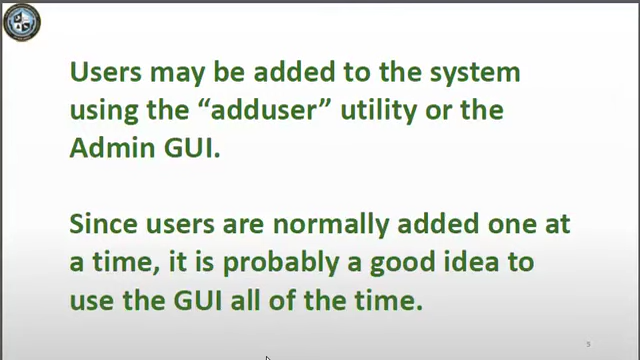 Users may be added to the system
using the “adduser” utility or the
Admin GUI.
Since users are normally added one at
a time, it is probably a good idea to
use the GUI all of the time.